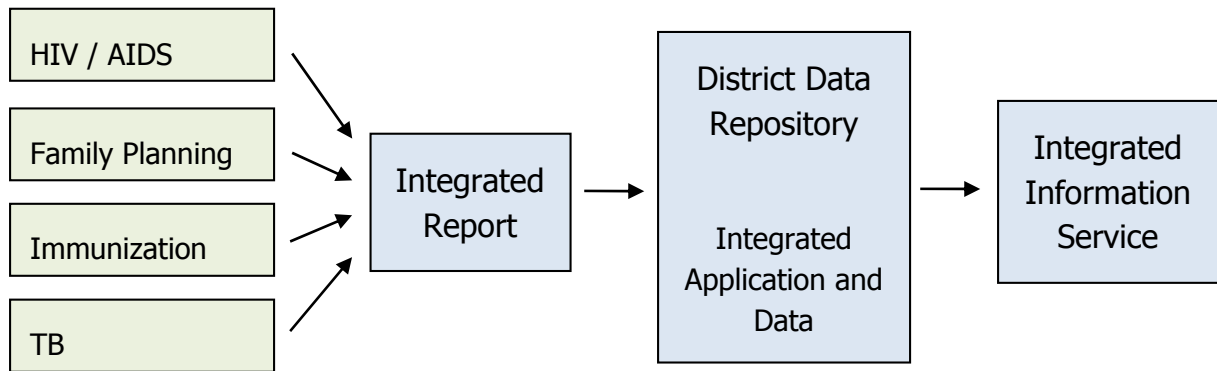 HIV / AIDS
Family Planning
Immunization
TB
Integrated
Report
District Data
Repository
Integrated
Application and
Data
Integrated
Information
Service